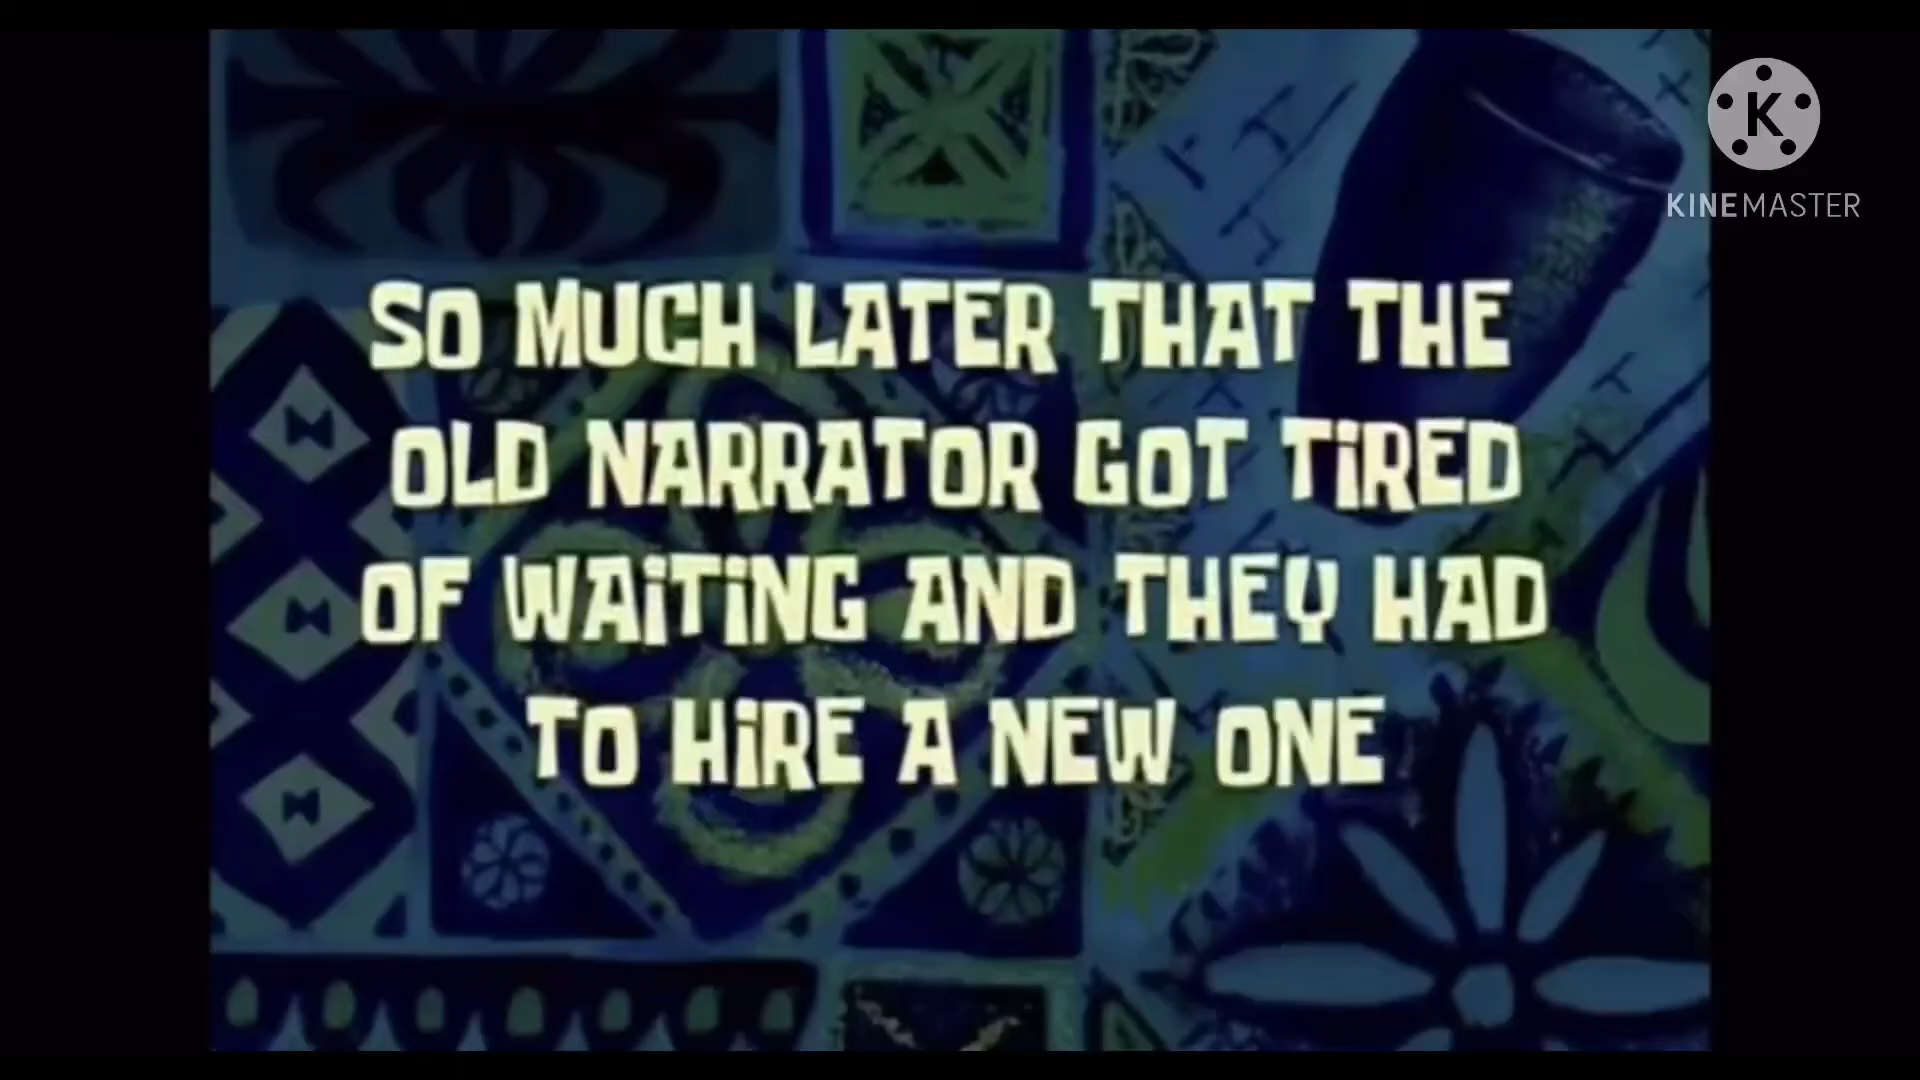 K
KINEMASTER
SO MUCH LATER THAT THE
OLD NARRATOR GOT TiRED
OF WAiTiNG AND THEY HAD
TO HiRE A NEW ONE